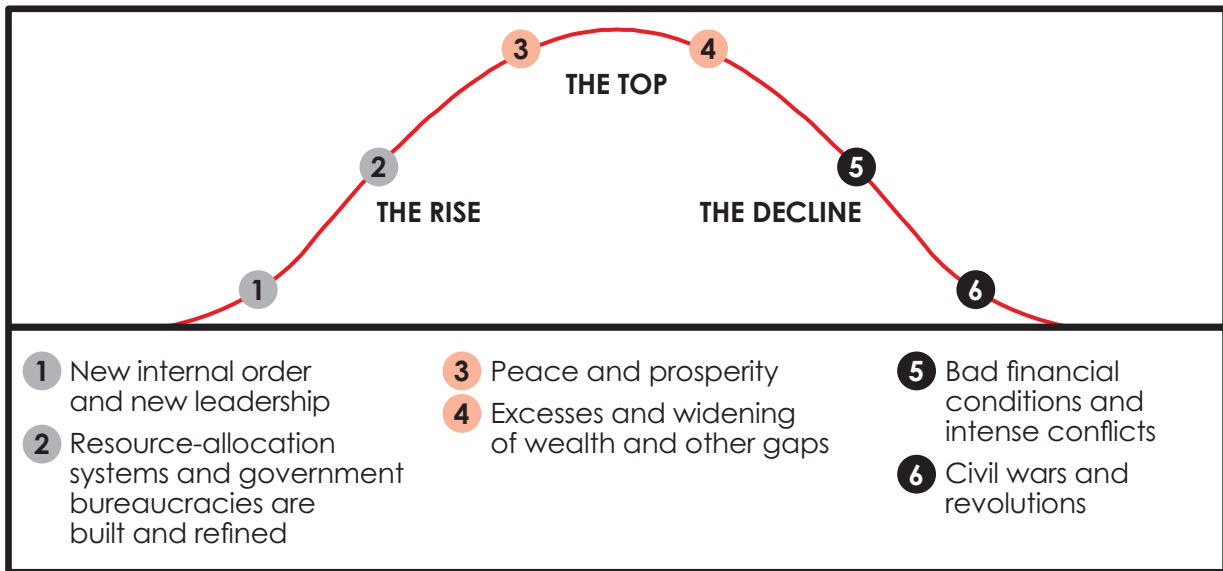 3
4
THE TOP
2
5
THE RISE
THE DECLINE
1
6
1 New internal order
and new leadership
2 Resource-allocation
systems and government
bureaucracies are
built and refined
3 Peace and prosperity
4 Excesses and widening
of wealth and other gaps
5 Bad financial
conditions and
intense conflicts
6 Civil wars and
revolutions